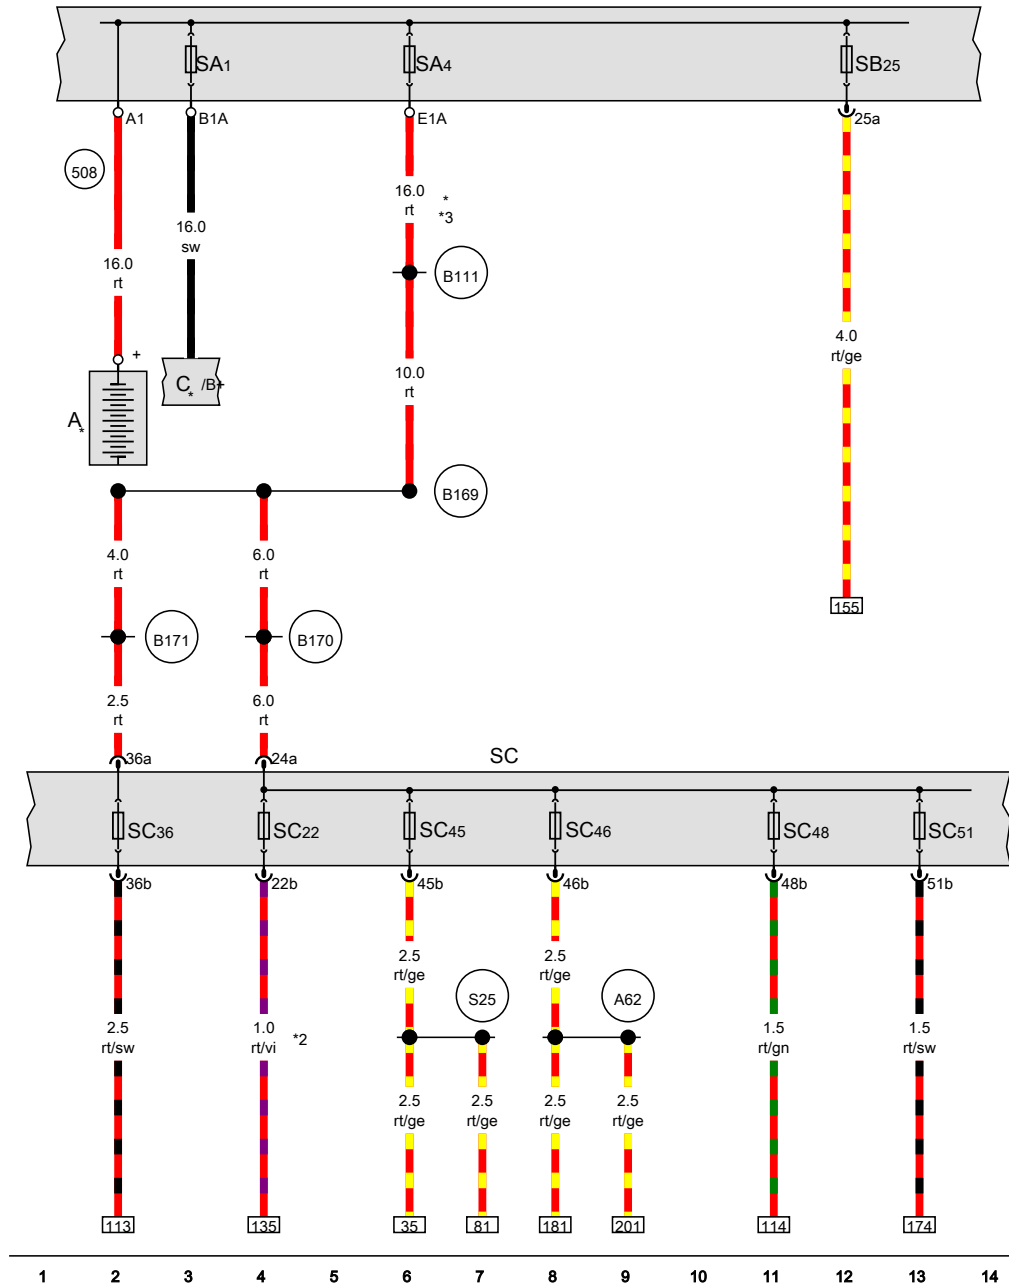 SA1
SA4
SB25
A1
B1A
E1A
25a
508
16.0
rt
*
*3
16.0
sw
16.0
rt
B111
4.0
rt/ge
+
C* /B+
10.0
rt
A*
B169
4.0
rt
6.0
rt
155
B171
B170
2.5
rt
6.0
rt
36a
24a
SC
SC36
SC22
SC45
SC46
SC48
SC51
36b
22b
45b
46b
48b
51b
2.5
rt/ge
2.5
rt/ge
S25
A62
2.5
rt/sw
1.0
rt/vi
*2
1.5
rt/gn
1.5
rt/sw
2.5
rt/ge
2.5
rt/ge
2.5
rt/ge
2.5
rt/ge
113
135
35
81
181
201
114
174
1 2 3 4 5 6 7 8 9 10 11 12 13 14